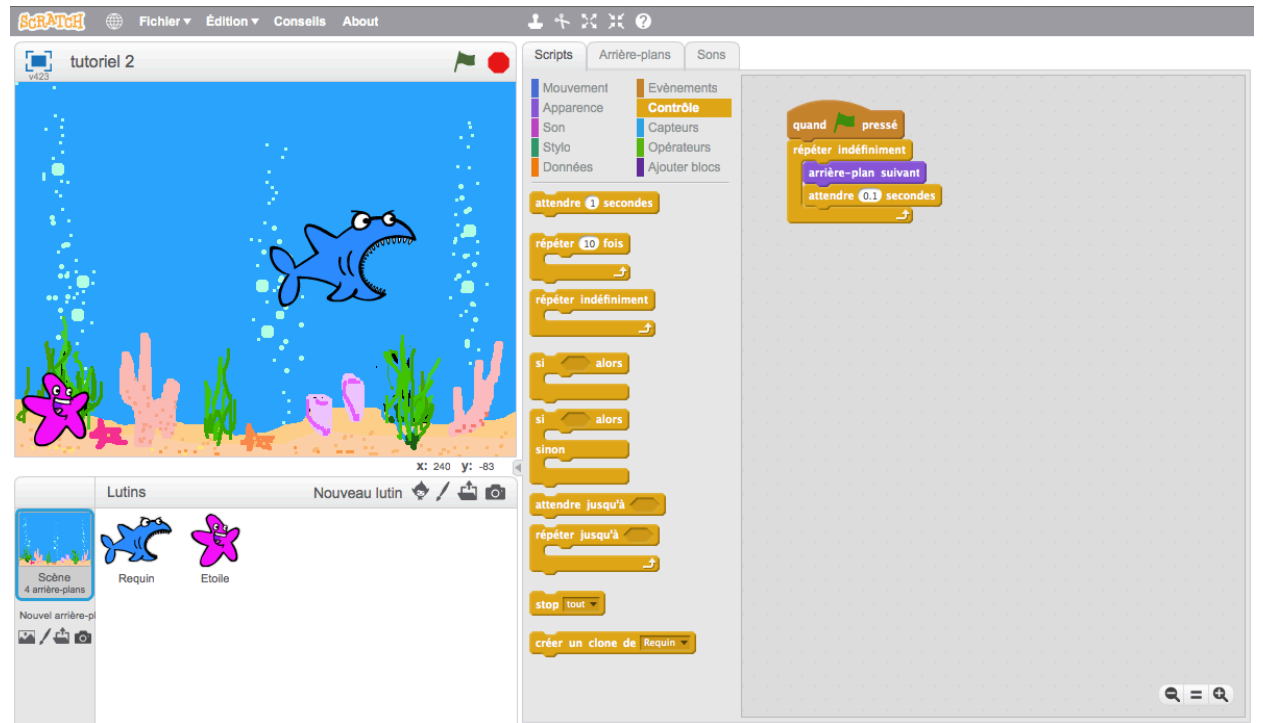 SCRATCH Fichier Édition Conseils About
v423 tutoriel 2
x: 240 y: -83
Lutins Nouveau lutin
Scène
4 arrière-plans
Nouvel arrière-pl
Requin Etoile
Scripts Arrière-plans Sons
Mouvement Evènements
Apparence Contrôle
Son Capteurs
Stylo Opérateurs
Données Ajouter blocs
attendre 1 secondes
répéter 10 fois
répéter indéfiniment
si alors
si alors
sinon
attendre jusqu'à
répéter jusqu'à
stop tout
créer un clone de Requin
quand pressé
répéter indéfiniment
arrière-plan suivant
attendre 0.1 secondes